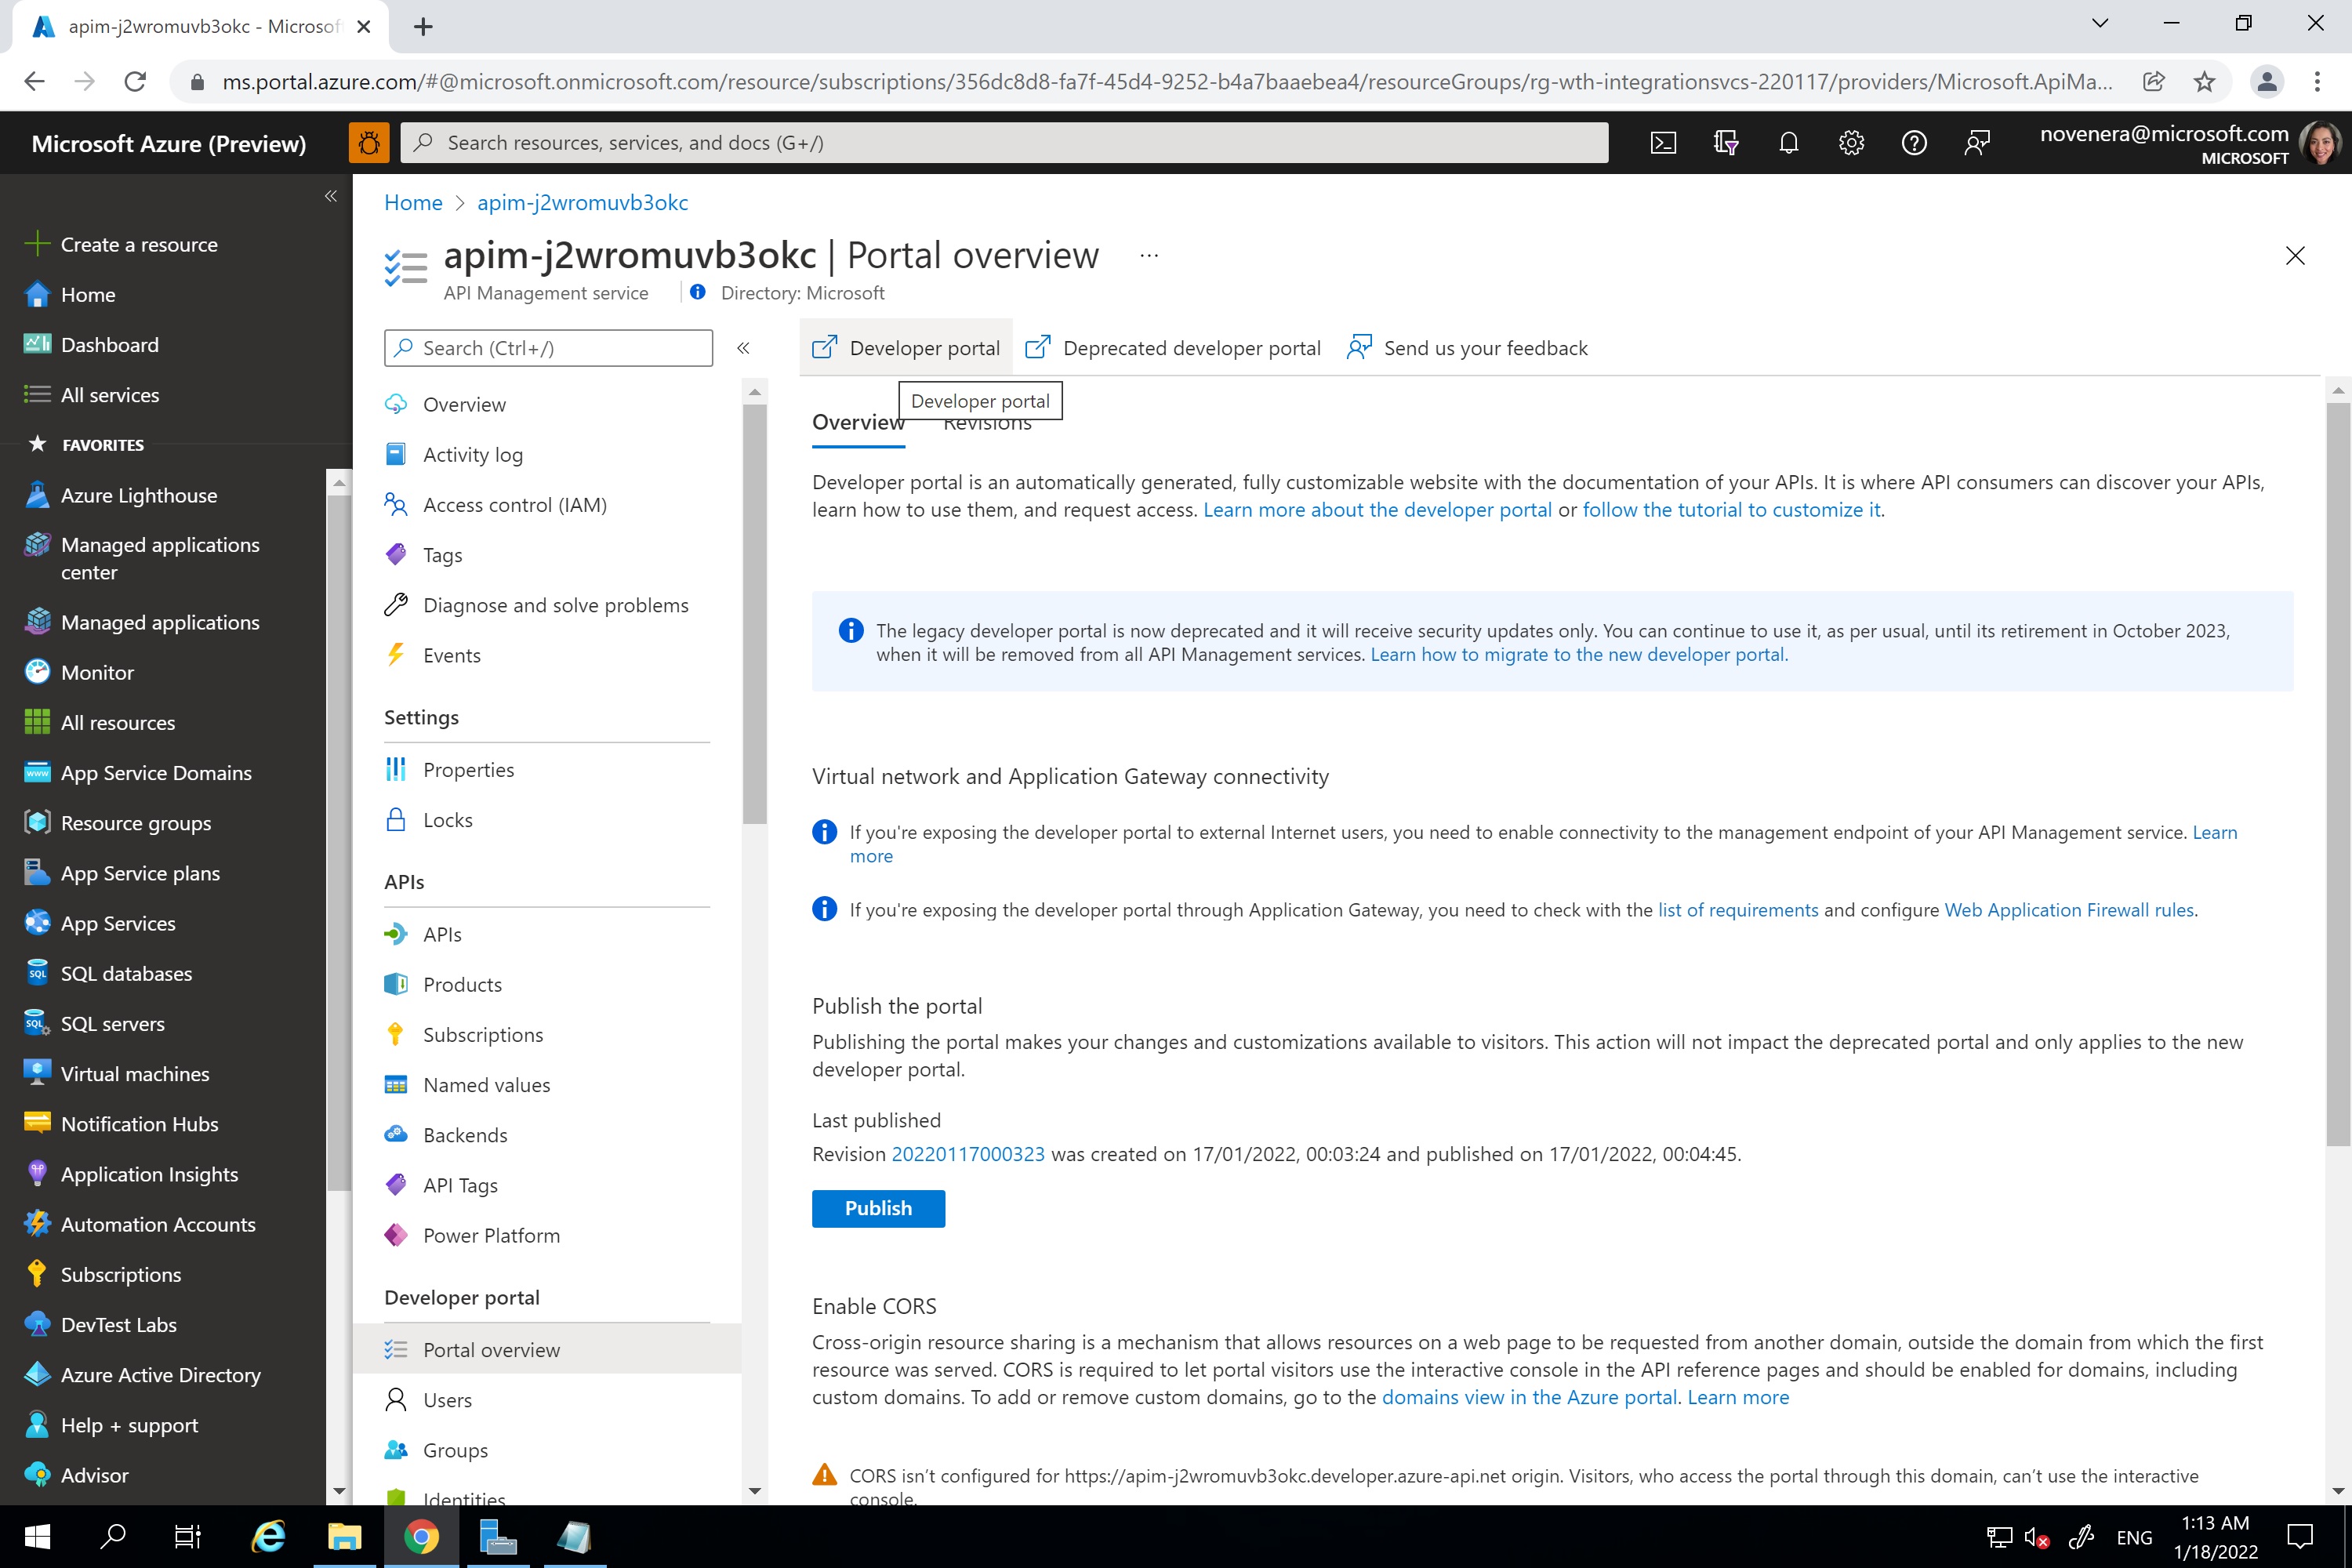 apim-j2wromuvb3okc - Microsof
ms.portal.azure.com/#@microsoft.onmicrosoft.com/resource/subscriptions/356dc8d8-fa7f-45d4-9252-b4a7baaebea4/resourceGroups/rg-wth-integrationsvcs-220117/providers/Microsoft.ApiMa...
Microsoft Azure (Preview)
Search resources, services, and docs (G+/)
novenera@microsoft.com
MICROSOFT
Create a resource
Home
Dashboard
All services
FAVORITES
Azure Lighthouse
Managed applications
center
Managed applications
Monitor
All resources
App Service Domains
Resource groups
App Service plans
App Services
SQL databases
SQL servers
Virtual machines
Notification Hubs
Application Insights
Automation Accounts
Subscriptions
DevTest Labs
Azure Active Directory
Help + support
Advisor
Home > apim-j2wromuvb3okc
apim-j2wromuvb3okc | Portal overview ...
API Management service
Directory: Microsoft
Search (Ctrl+/)
Overview
Activity log
Access control (IAM)
Tags
Diagnose and solve problems
Events
Settings
Properties
Locks
APIs
APIs
Products
Subscriptions
Named values
Backends
API Tags
Power Platform
Developer portal
Portal overview
Users
Groups
Identities
Developer portal
Deprecated developer portal
Send us your feedback
Developer portal
Overview
Revisions
Developer portal is an automatically generated, fully customizable website with the documentation of your APIs. It is where API consumers can discover your APIs,
learn how to use them, and request access. Learn more about the developer portal or follow the tutorial to customize it.
The legacy developer portal is now deprecated and it will receive security updates only. You can continue to use it, as per usual, until its retirement in October 2023,
when it will be removed from all API Management services. Learn how to migrate to the new developer portal.
Virtual network and Application Gateway connectivity
If you're exposing the developer portal to external Internet users, you need to enable connectivity to the management endpoint of your API Management service. Learn
more
If you're exposing the developer portal through Application Gateway, you need to check with the list of requirements and configure Web Application Firewall rules.
Publish the portal
Publishing the portal makes your changes and customizations available to visitors. This action will not impact the deprecated portal and only applies to the new
developer portal.
Last published
Revision 20220117000323 was created on 17/01/2022, 00:03:24 and published on 17/01/2022, 00:04:45.
Publish
Enable CORS
Cross-origin resource sharing is a mechanism that allows resources on a web page to be requested from another domain, outside the domain from which the first
resource was served. CORS is required to let portal visitors use the interactive console in the API reference pages and should be enabled for domains, including
custom domains. To add or remove custom domains, go to the domains view in the Azure portal. Learn more
CORS isn’t configured for https://apim-j2wromuvb3okc.developer.azure-api.net origin. Visitors, who access the portal through this domain, can’t use the interactive
console.
ENG
1:13 AM
1/18/2022